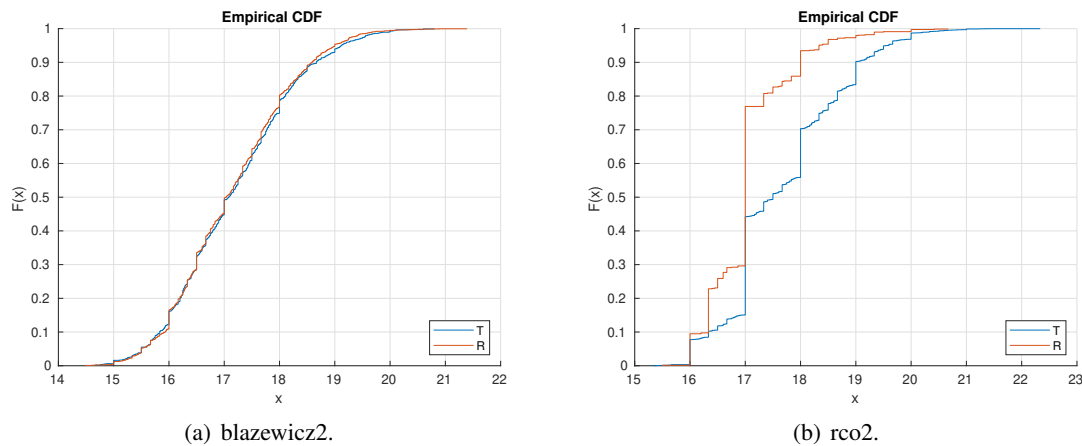 Empirical CDF
1
0.9
0.8
0.7
0.6
0.5
0.4
0.3
0.2
0.1
0
F(x)
14 15 16 17 18 19 20 21 22
x
T
R
(a) blazewicz2.
Empirical CDF
1
0.9
0.8
0.7
0.6
0.5
0.4
0.3
0.2
0.1
0
F(x)
15 16 17 18 19 20 21 22 23
x
T
R
(b) rco2.